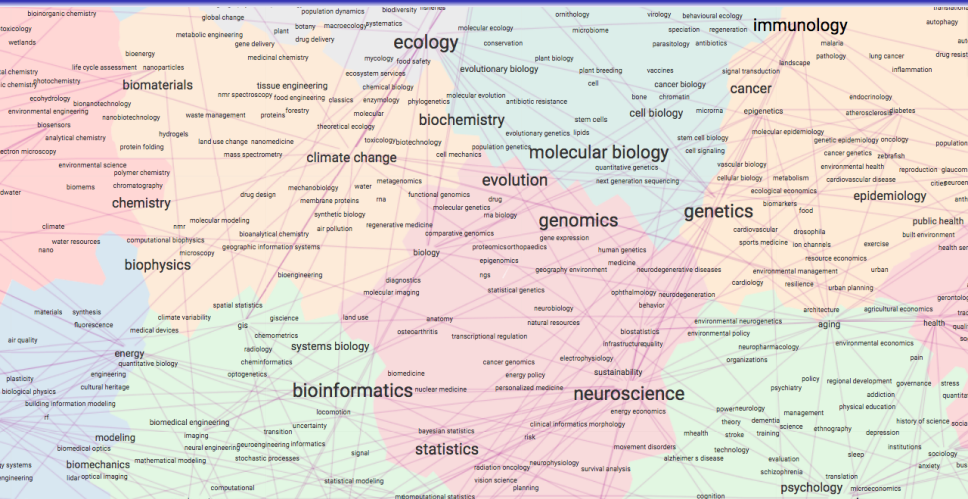 bioinorganic chemistry
global change
population dynamics
biodiversity
fisheries
ornithology
virology
behavioural ecology
botany
macroecology
systematics
toxicology
metabolic engineering
plant
molecular ecology
microbiome
speciation
regeneration
immunology
autophagy
wetlands
gene delivery
drug delivery
ecology
conservation
parasitology
antibiotics
malaria
bioenergy
medicinal chemistry
mycology
food safety
plant biology
landscape
pathology
lung cancer
life cycle assessment
nanoparticles
ecosystem services
evolutionary biology
plant breeding
vaccines
signal transduction
inflammation
photochemistry
biomaterials
tissue engineering
chemical biology
cell
cancer biology
cancer
ecohydrology
bionanotechnology
nmr spectroscopy
food engineering
classics
enzymology
phylogenetics
molecular evolution
antibiotic resistance
bone
chromatin
endocrinology
environmental engineering
nanobiotechnology
waste management
proteins
forestry
molecular
cell biology
microrna
epigenetics
atherosclerosis
diabetes
biosensors
hydrogels
theoretical ecology
biochemistry
stem cells
analytical chemistry
land use change
nanomedicine
toxicology
biotechnology
evolutionary genetics
lipids
stem cell biology
molecular epidemiology
genetic epidemiology
oncology
protein folding
mass spectrometry
climate change
cell mechanics
population genetics
molecular biology
cell signaling
cancer genetics
zebrafish
environmental science
polymer chemistry
quantitative genetics
vascular biology
environmental health
reproduction
biomems
chromatography
mechanobiology
water
metagenomics
evolution
next generation sequencing
cellular biology
metabolism
cardiovascular disease
chemistry
drug design
membrane proteins
rna
functional genomics
drug
ecological economics
epidemiology
synthetic biology
molecular genetics
rna biology
genomics
genetics
biomarkers
food
climate
nmr
molecular modeling
air pollution
regenerative medicine
public health
water resources
computational biophysics
bioanalytical chemistry
comparative genomics
gene expression
cardiovascular
drosophila
built environment
nano
microscopy
geographic information systems
biology
proteomics
orthopaedics
human genetics
sports medicine
ion channels
exercise
biophysics
bioengineering
epigenomics
medicine
resource economics
diagnostics
ngs
geography environment
neurodegenerative diseases
environmental management
urban
molecular imaging
statistical genetics
ophthalmology
neurodegeneration
cardiology
resilience
urban planning
materials
synthesis
spatial statistics
neurobiology
behavior
architecture
agricultural economics
fluorescence
climate variability
giscience
land use
anatomy
natural resources
environmental neurogenetics
aging
health
medical devices
gis
osteoarthritis
transcriptional regulation
biostatistics
environmental policy
air quality
chemometrics
systems biology
infrastructure
quality
neuropharmacology
environmental economics
energy
radiology
electrophysiology
organizations
pain
quantitative biology
cheminformatics
cancer genomics
engineering
optogenetics
biomedicine
energy policy
sustainability
policy
regional development
governance
stress
plasticity
cultural heritage
bioinformatics
nuclear medicine
personalized medicine
neuroscience
psychiatry
addiction
biological physics
building information modeling
locomotion
energy economics
power
neurology
management
physical education
rf
biomedical engineering
uncertainty
clinical informatics
morphology
theory
dementia
science
ethnography
history of science
modeling
imaging
transition
bayesian statistics
risk
mhealth
stroke
training
depression
biomedical optics
neural engineering
neuroengineering
informatics
statistics
movement disorders
technology
institutions
biomechanics
mathematical modeling
stochastic processes
signal
alzheimer s disease
evaluation
sleep
sociology
lidar
optical imaging
radiation oncology
neurophysiology
survival analysis
schizophrenia
anxiety
computational
statistical modeling
vision science
translation
planning
psychology
microeconomics
cognition